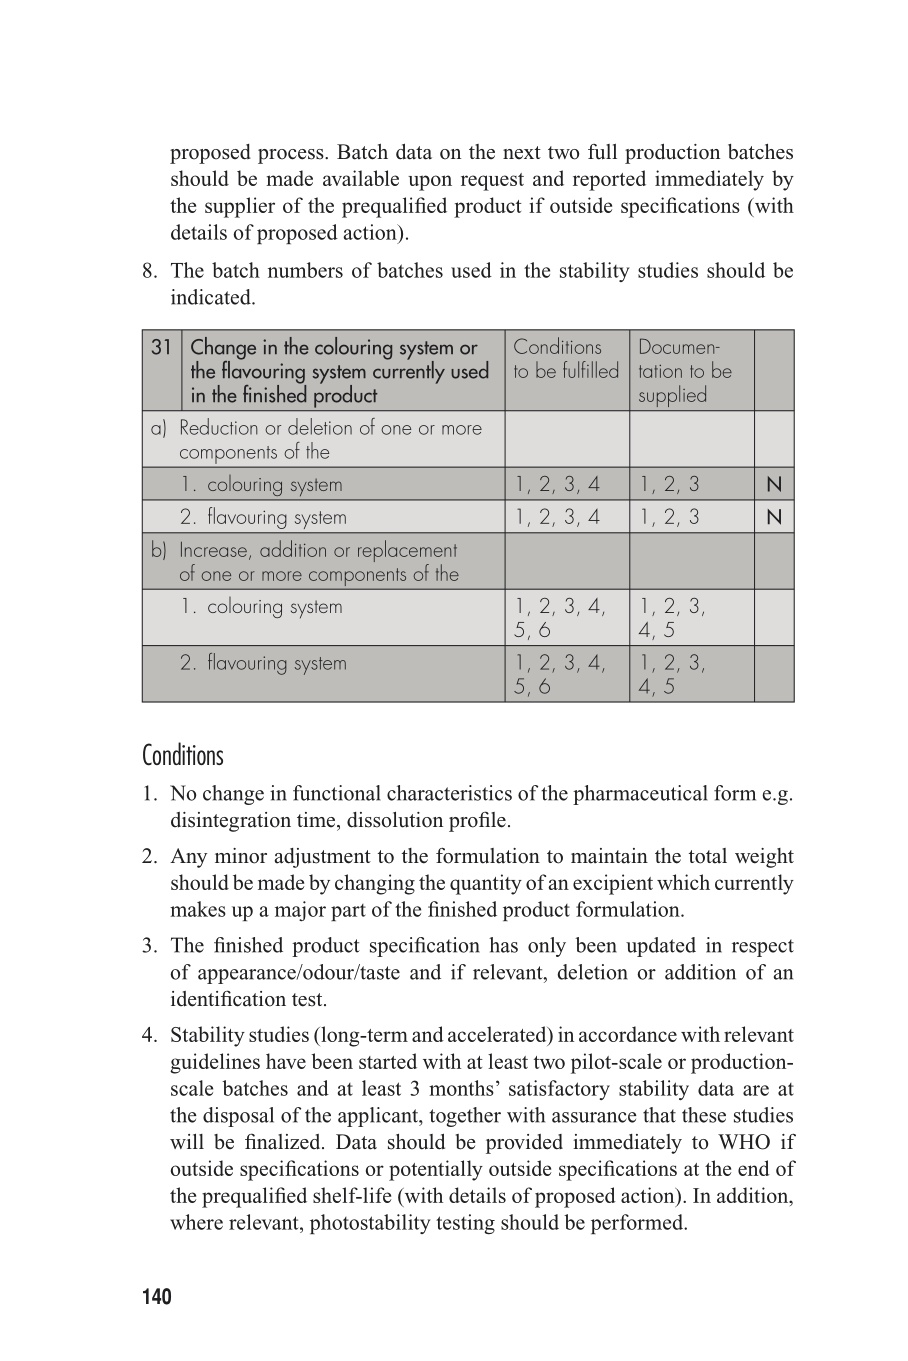 proposed process. Batch data on the next two full production batches
should be made available upon request and reported immediately by
the supplier of the prequalified product if outside specifications (with
details of proposed action).
8. The batch numbers of batches used in the stability studies should be
indicated.
31 Change in the colouring system or
the flavouring system currently used
in the finished product
Conditions
to be fulfilled
Documen-
tation to be
supplied
a) Reduction or deletion of one or more
components of the
1. colouring system 1, 2, 3, 4 1, 2, 3 N
2. flavouring system 1, 2, 3, 4 1, 2, 3 N
b) Increase, addition or replacement
of one or more components of the
1. colouring system 1, 2, 3, 4, 1, 2, 3,
5, 6 4, 5
2. flavouring system 1, 2, 3, 4, 1, 2, 3,
5, 6 4, 5
Conditions
1. No change in functional characteristics of the pharmaceutical form e.g.
disintegration time, dissolution profile.
2. Any minor adjustment to the formulation to maintain the total weight
should be made by changing the quantity of an excipient which currently
makes up a major part of the finished product formulation.
3. The finished product specification has only been updated in respect
of appearance/odour/taste and if relevant, deletion or addition of an
identification test.
4. Stability studies (long-term and accelerated) in accordance with relevant
guidelines have been started with at least two pilot-scale or production-
scale batches and at least 3 months’ satisfactory stability data are at
the disposal of the applicant, together with assurance that these studies
will be finalized. Data should be provided immediately to WHO if
outside specifications or potentially outside specifications at the end of
the prequalified shelf-life (with details of proposed action). In addition,
where relevant, photostability testing should be performed.
140